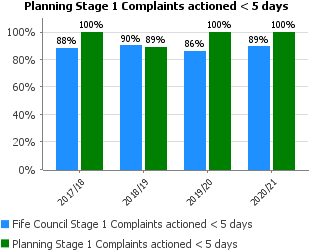 Planning Stage 1 Complaints actioned < 5 days
100%
80%
60%
40%
20%
0%
88% 100% 90% 89% 86% 100% 89% 100%
2017/18 2018/19 2019/20 2020/21
Fife Council Stage 1 Complaints actioned < 5 days
Planning Stage 1 Complaints actioned < 5 days